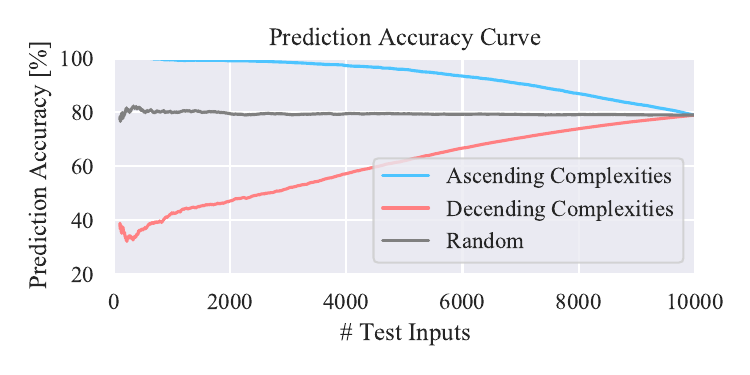 Prediction Accuracy Curve
Prediction Accuracy [%]
100
80
60
40
20
0
2000
4000
6000
8000
10000
# Test Inputs
Ascending Complexities
Decending Complexities
Random